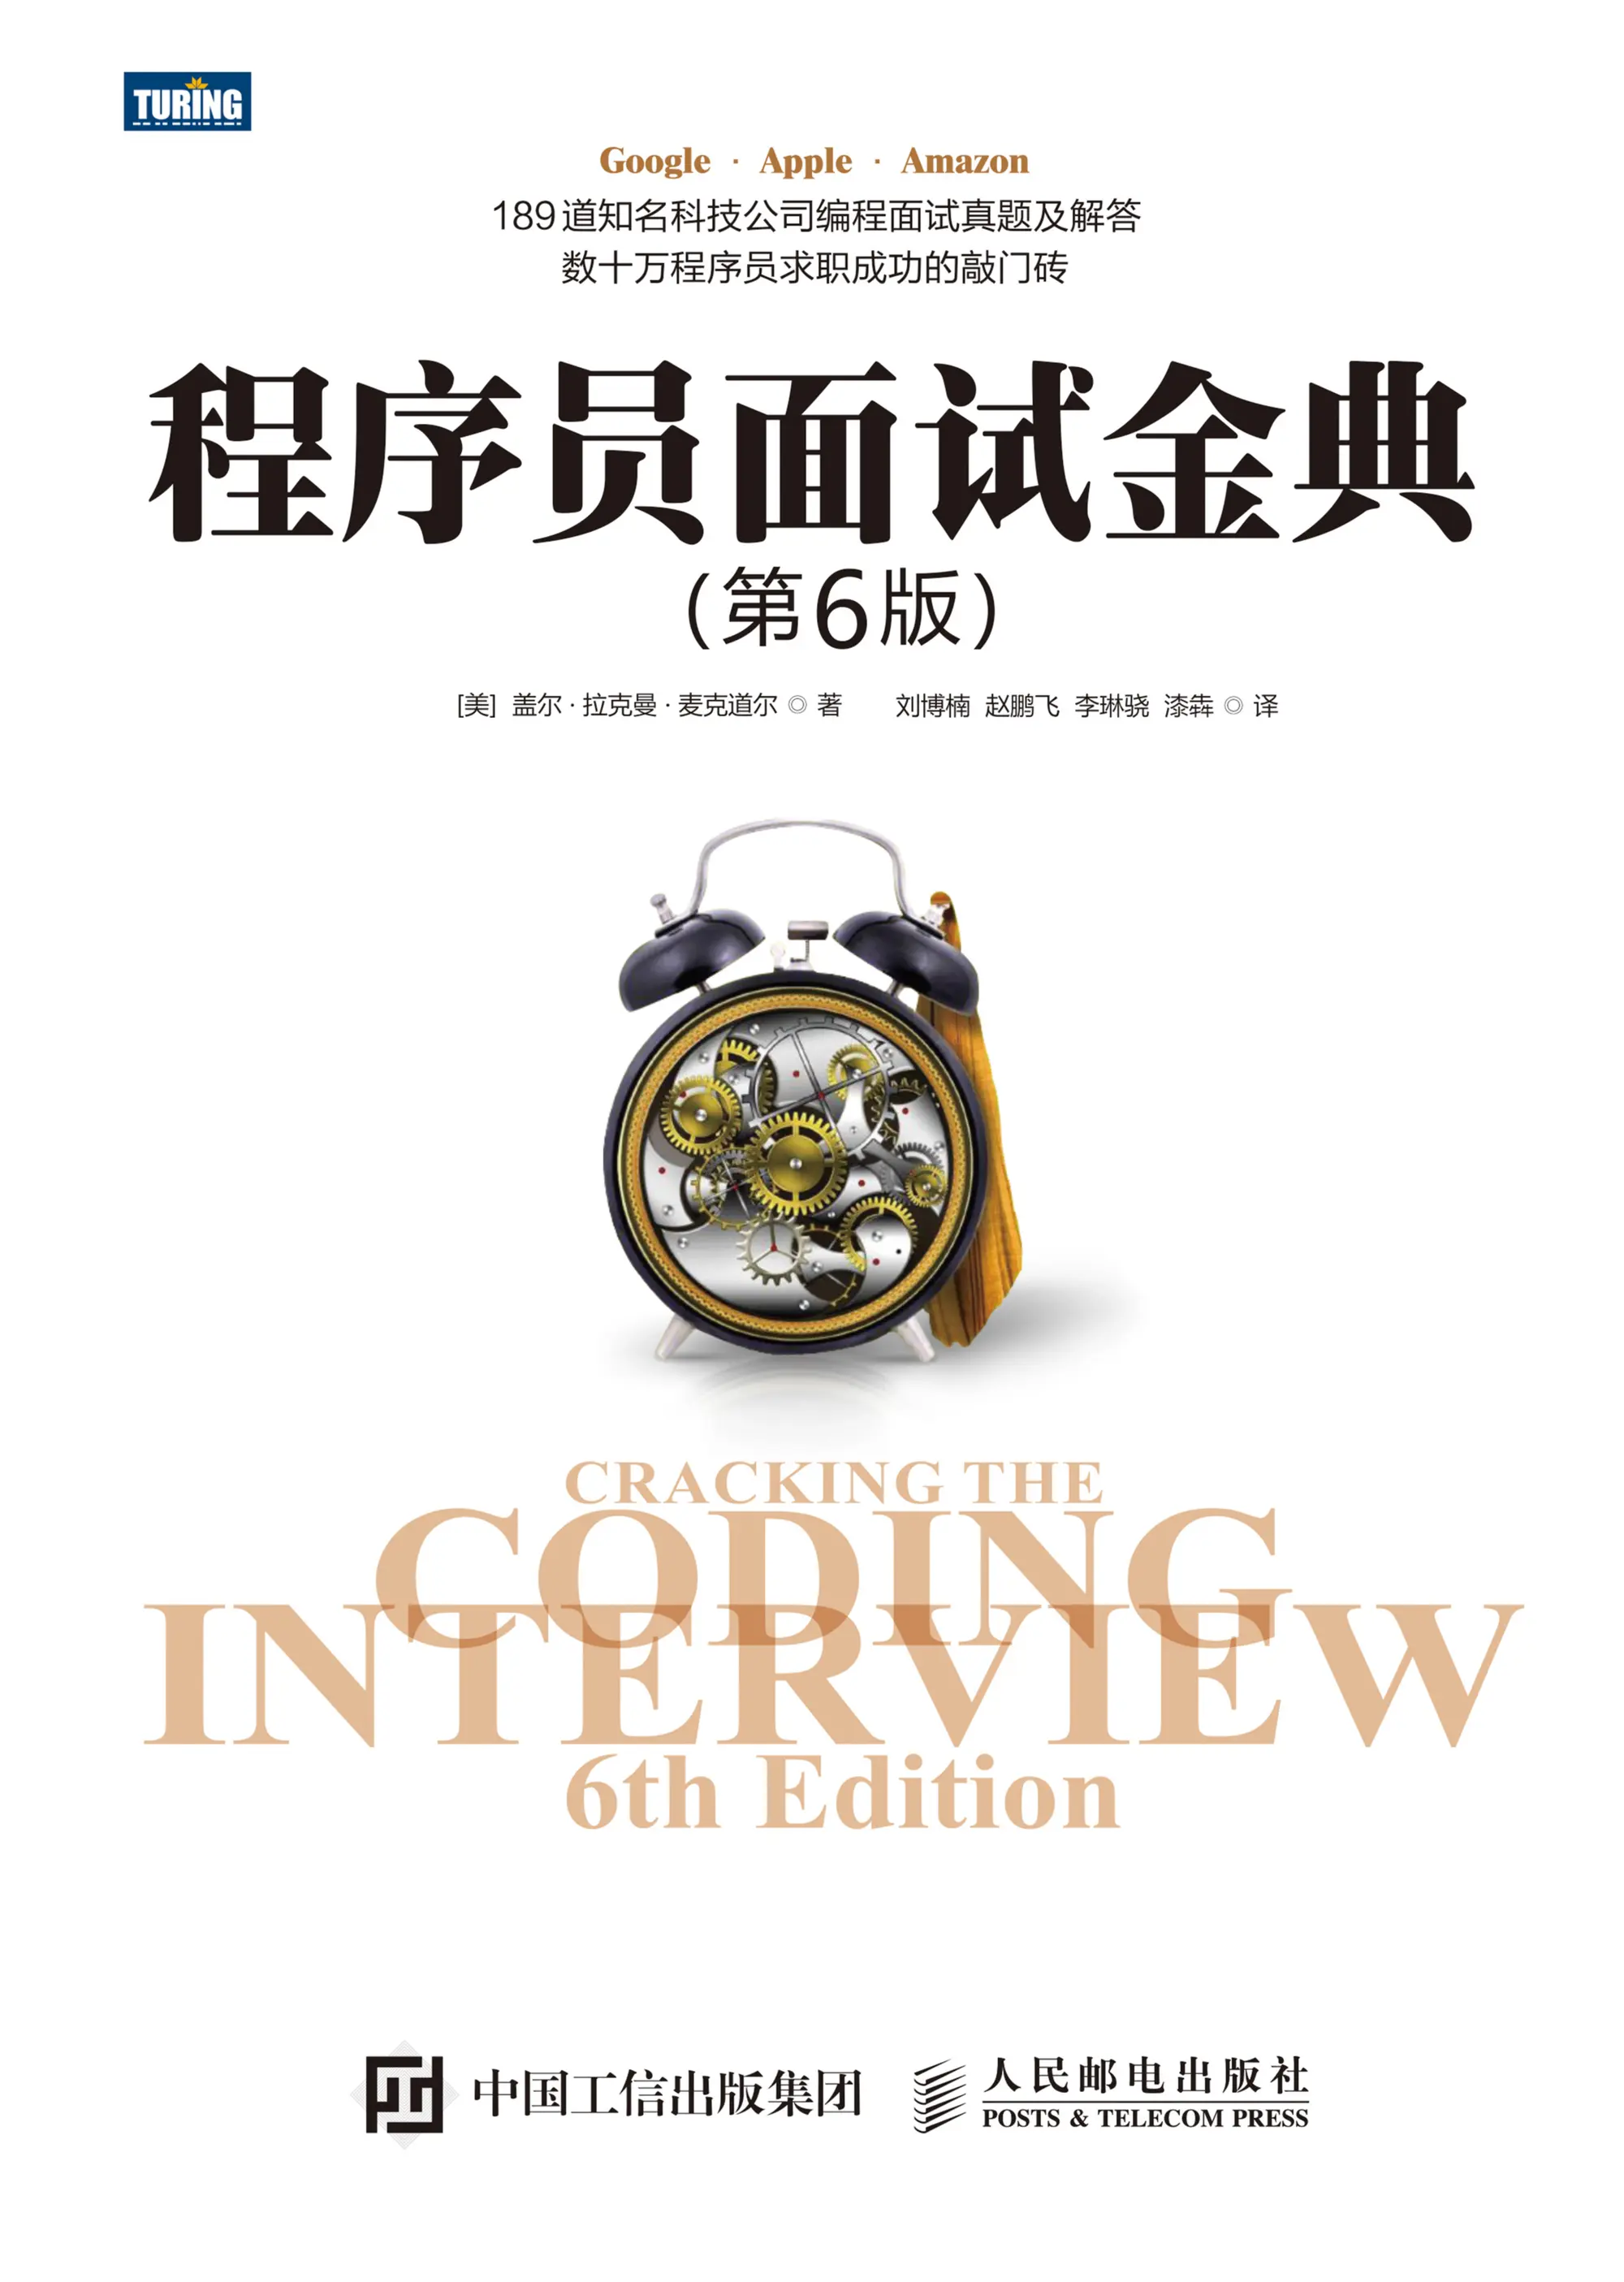 TURING
Google · Apple · Amazon
189道知名科技公司编程面试真题及解答
数十万程序员求职成功的敲门砖
程序员面试金典
（第6版）
[美] 盖尔·拉克曼·麦克道尔 ◎ 著 刘博楠 赵鹏飞 李琳骁 漆犇 ◎ 译
CRACKING THE
CODING
INTERVIEW
6th Edition
中国工信出版集团
人民邮电出版社
POSTS & TELECOM PRESS